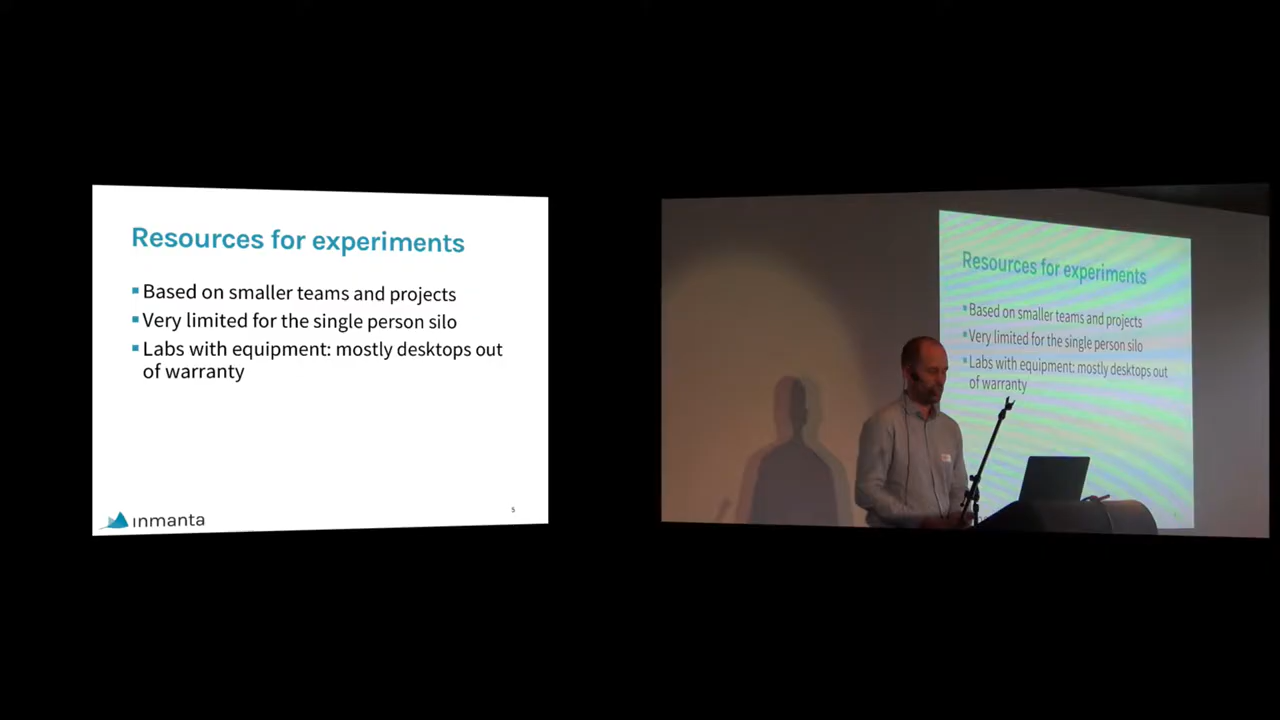 Resources for experiments
Based on smaller teams and projects
Very limited for the single person silo
Labs with equipment: mostly desktops out
of warranty
inmanta
5
Resources for experiments
Based on smaller teams and projects
Very limited for the single person silo
Labs with equipment: mostly desktops out
of warranty